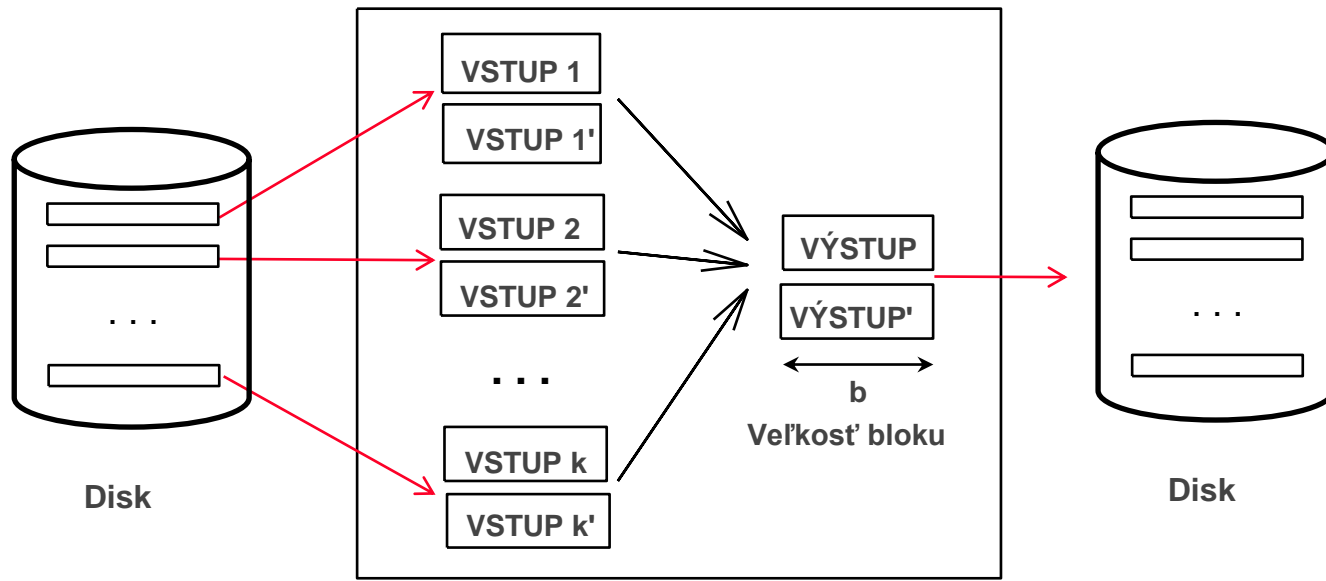 VSTUP 1
VSTUP 1'
VSTUP 2
VSTUP 2'
. . .
. . .
. . .
VSTUP k
VSTUP k'
VÝSTUP
VÝSTUP'
b
Veľkosť bloku
Disk
Disk